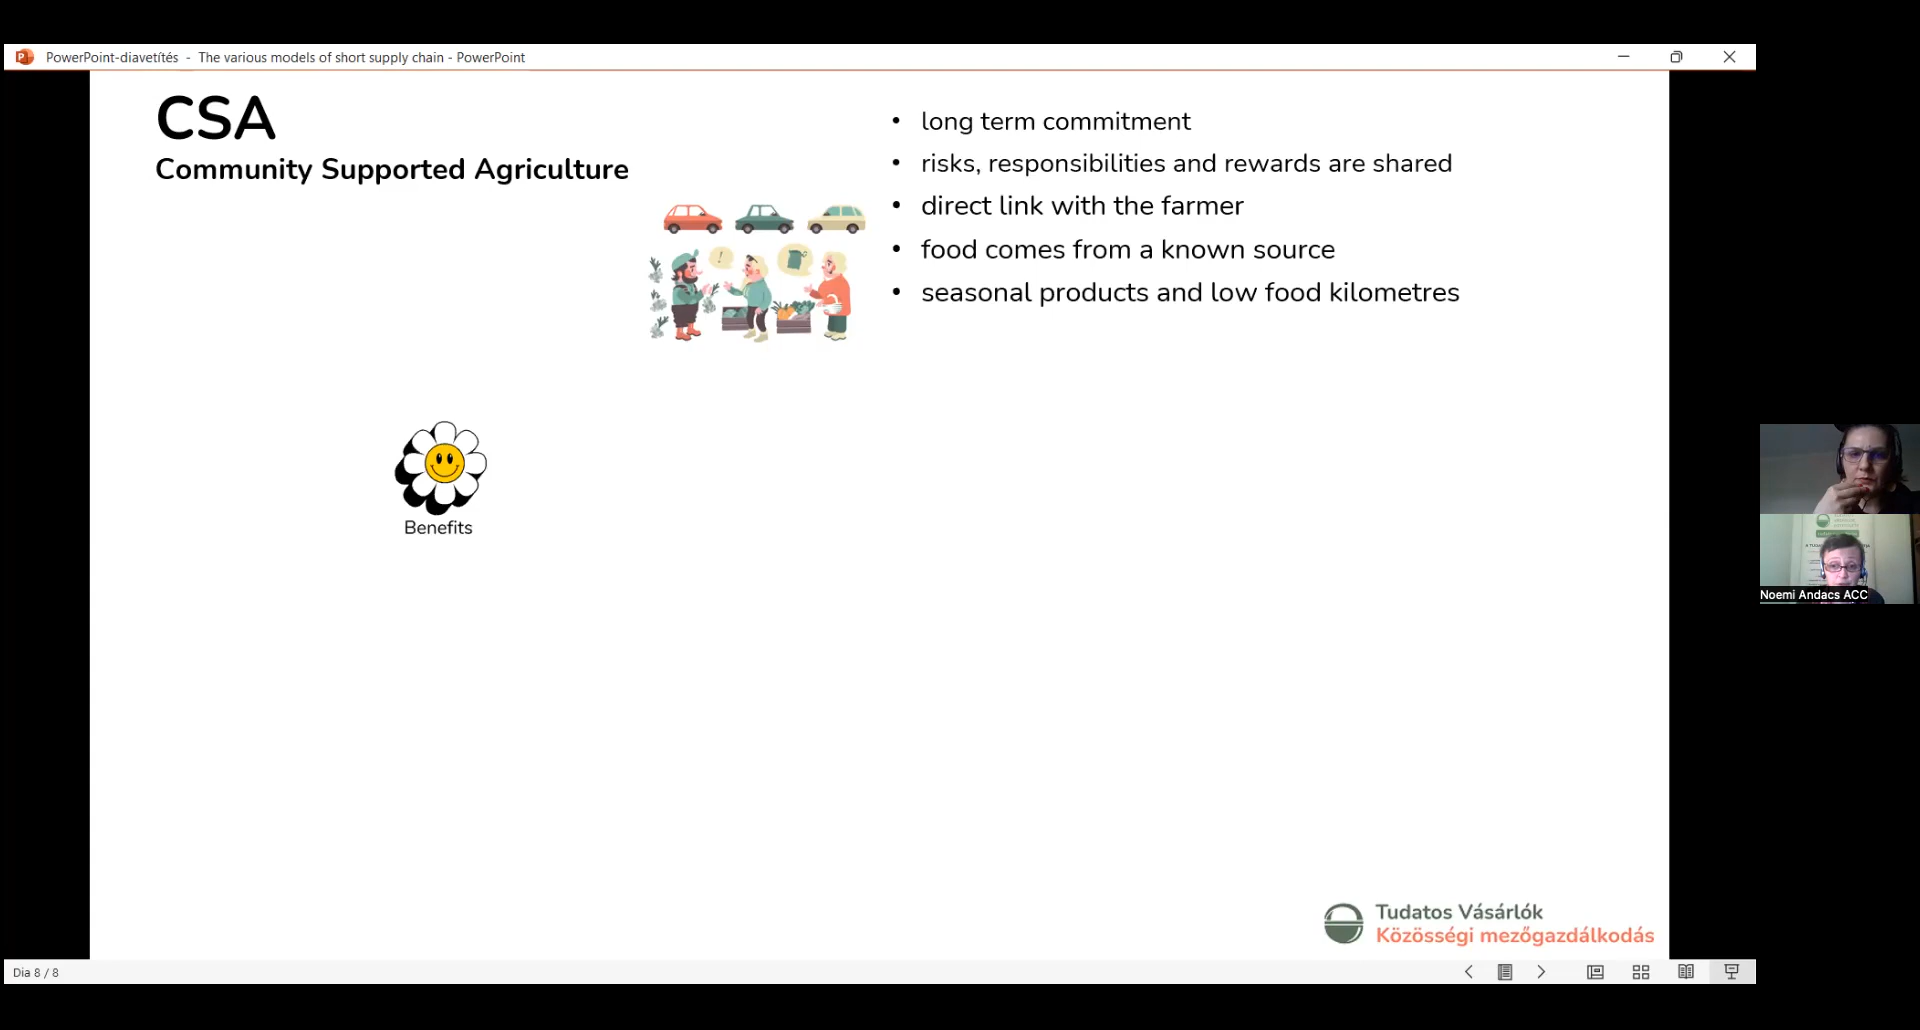 PowerPoint-diavetítés - The various models of short supply chain - PowerPoint
CSA
Community Supported Agriculture
• long term commitment
• risks, responsibilities and rewards are shared
• direct link with the farmer
• food comes from a known source
• seasonal products and low food kilometres
!
Benefits
Noemi Andacs ACC
Tudatos Vásárlók
Közösségi mezőgazdálkodás
Dia 8 / 8